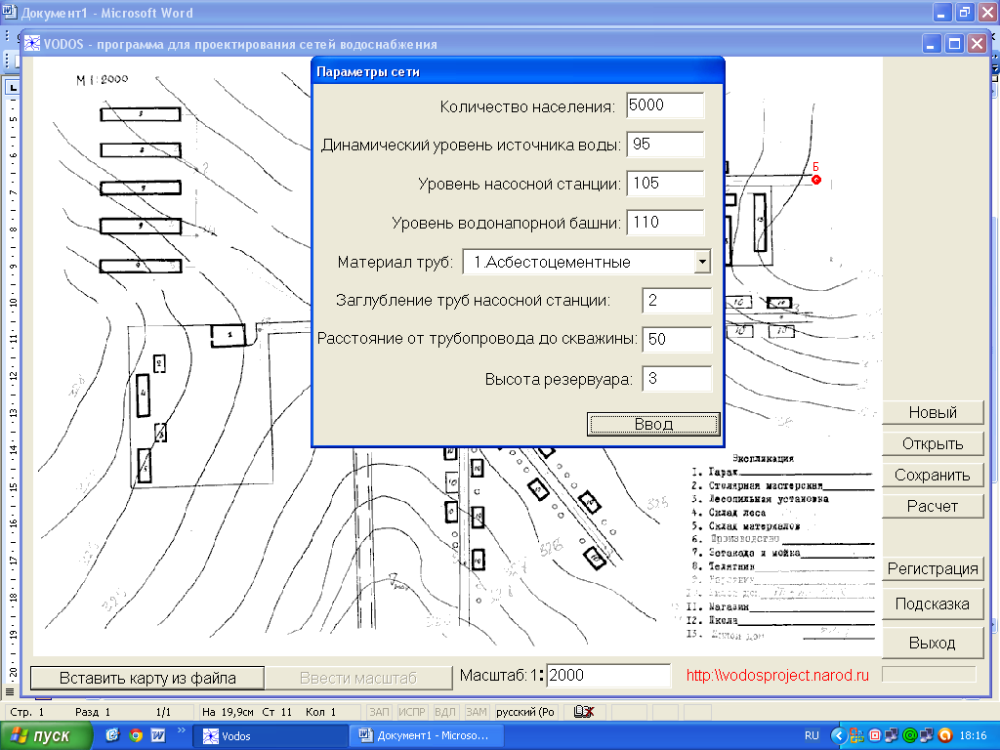 Документ1 - Microsoft Word
VODOS - программа для проектирования сетей водоснабжения
М 1:2000
Параметры сети
Количество населения: 5000
Динамический уровень источника воды: 95
Уровень насосной станции: 105
Уровень водонапорной башни: 110
Материал труб: 1.Асбестоцементные
Заглубление труб насосной станции: 2
Расстояние от трубопровода до скважины: 50
Высота резервуара: 3
Ввод
Б
Новый
Открыть
Сохранить
Расчет
Регистрация
Подсказка
Выход
Экспликация
1. Гараж
2. Столярная мастерская
3. Лесопильная установка
4. Склад леса
5. Склад материалов
6. Производство
7. Эстакада и мойка
8. Телятник
11. Магазин
12. Школа
13. Жилой дом
325
328
Вставить карту из файла
Ввести масштаб
Масштаб: 1: 2000
http:\\vodosproject.narod.ru
Стр. 1 Разд 1 1/1 На 19,9см Ст 11 Кол 1 ЗАП ИСПР ВДЛ ЗАМ русский (Ро
пуск
Vodos
Документ1 - Microso...
RU
18:16